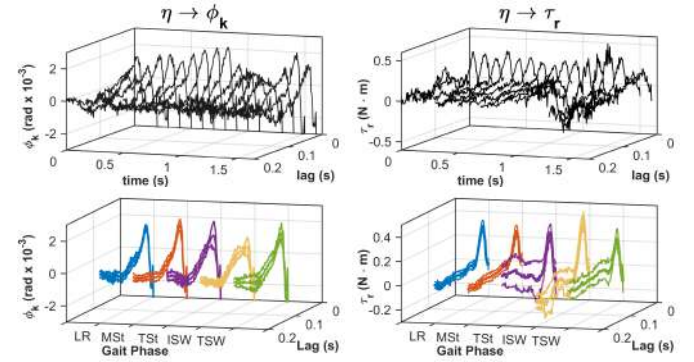 η → ϕk
η → τr
ϕk (rad x 10⁻³)
2
0
-2
0
0.5
1
1.5
0.2
0.1
0
time (s)
lag (s)
τr (N · m)
0.5
0
-0.5
0
0.5
1
1.5
0.2
0.1
0
time (s)
lag (s)
ϕk (rad x 10⁻³)
2
0
-2
LR MSt TSt ISW TSW
Gait Phase
0.2
0.1
0
Lag (s)
τr (N · m)
0.4
0.2
0
-0.2
LR MSt TSt ISW TSW
Gait Phase
0.2
0.1
0
Lag (s)